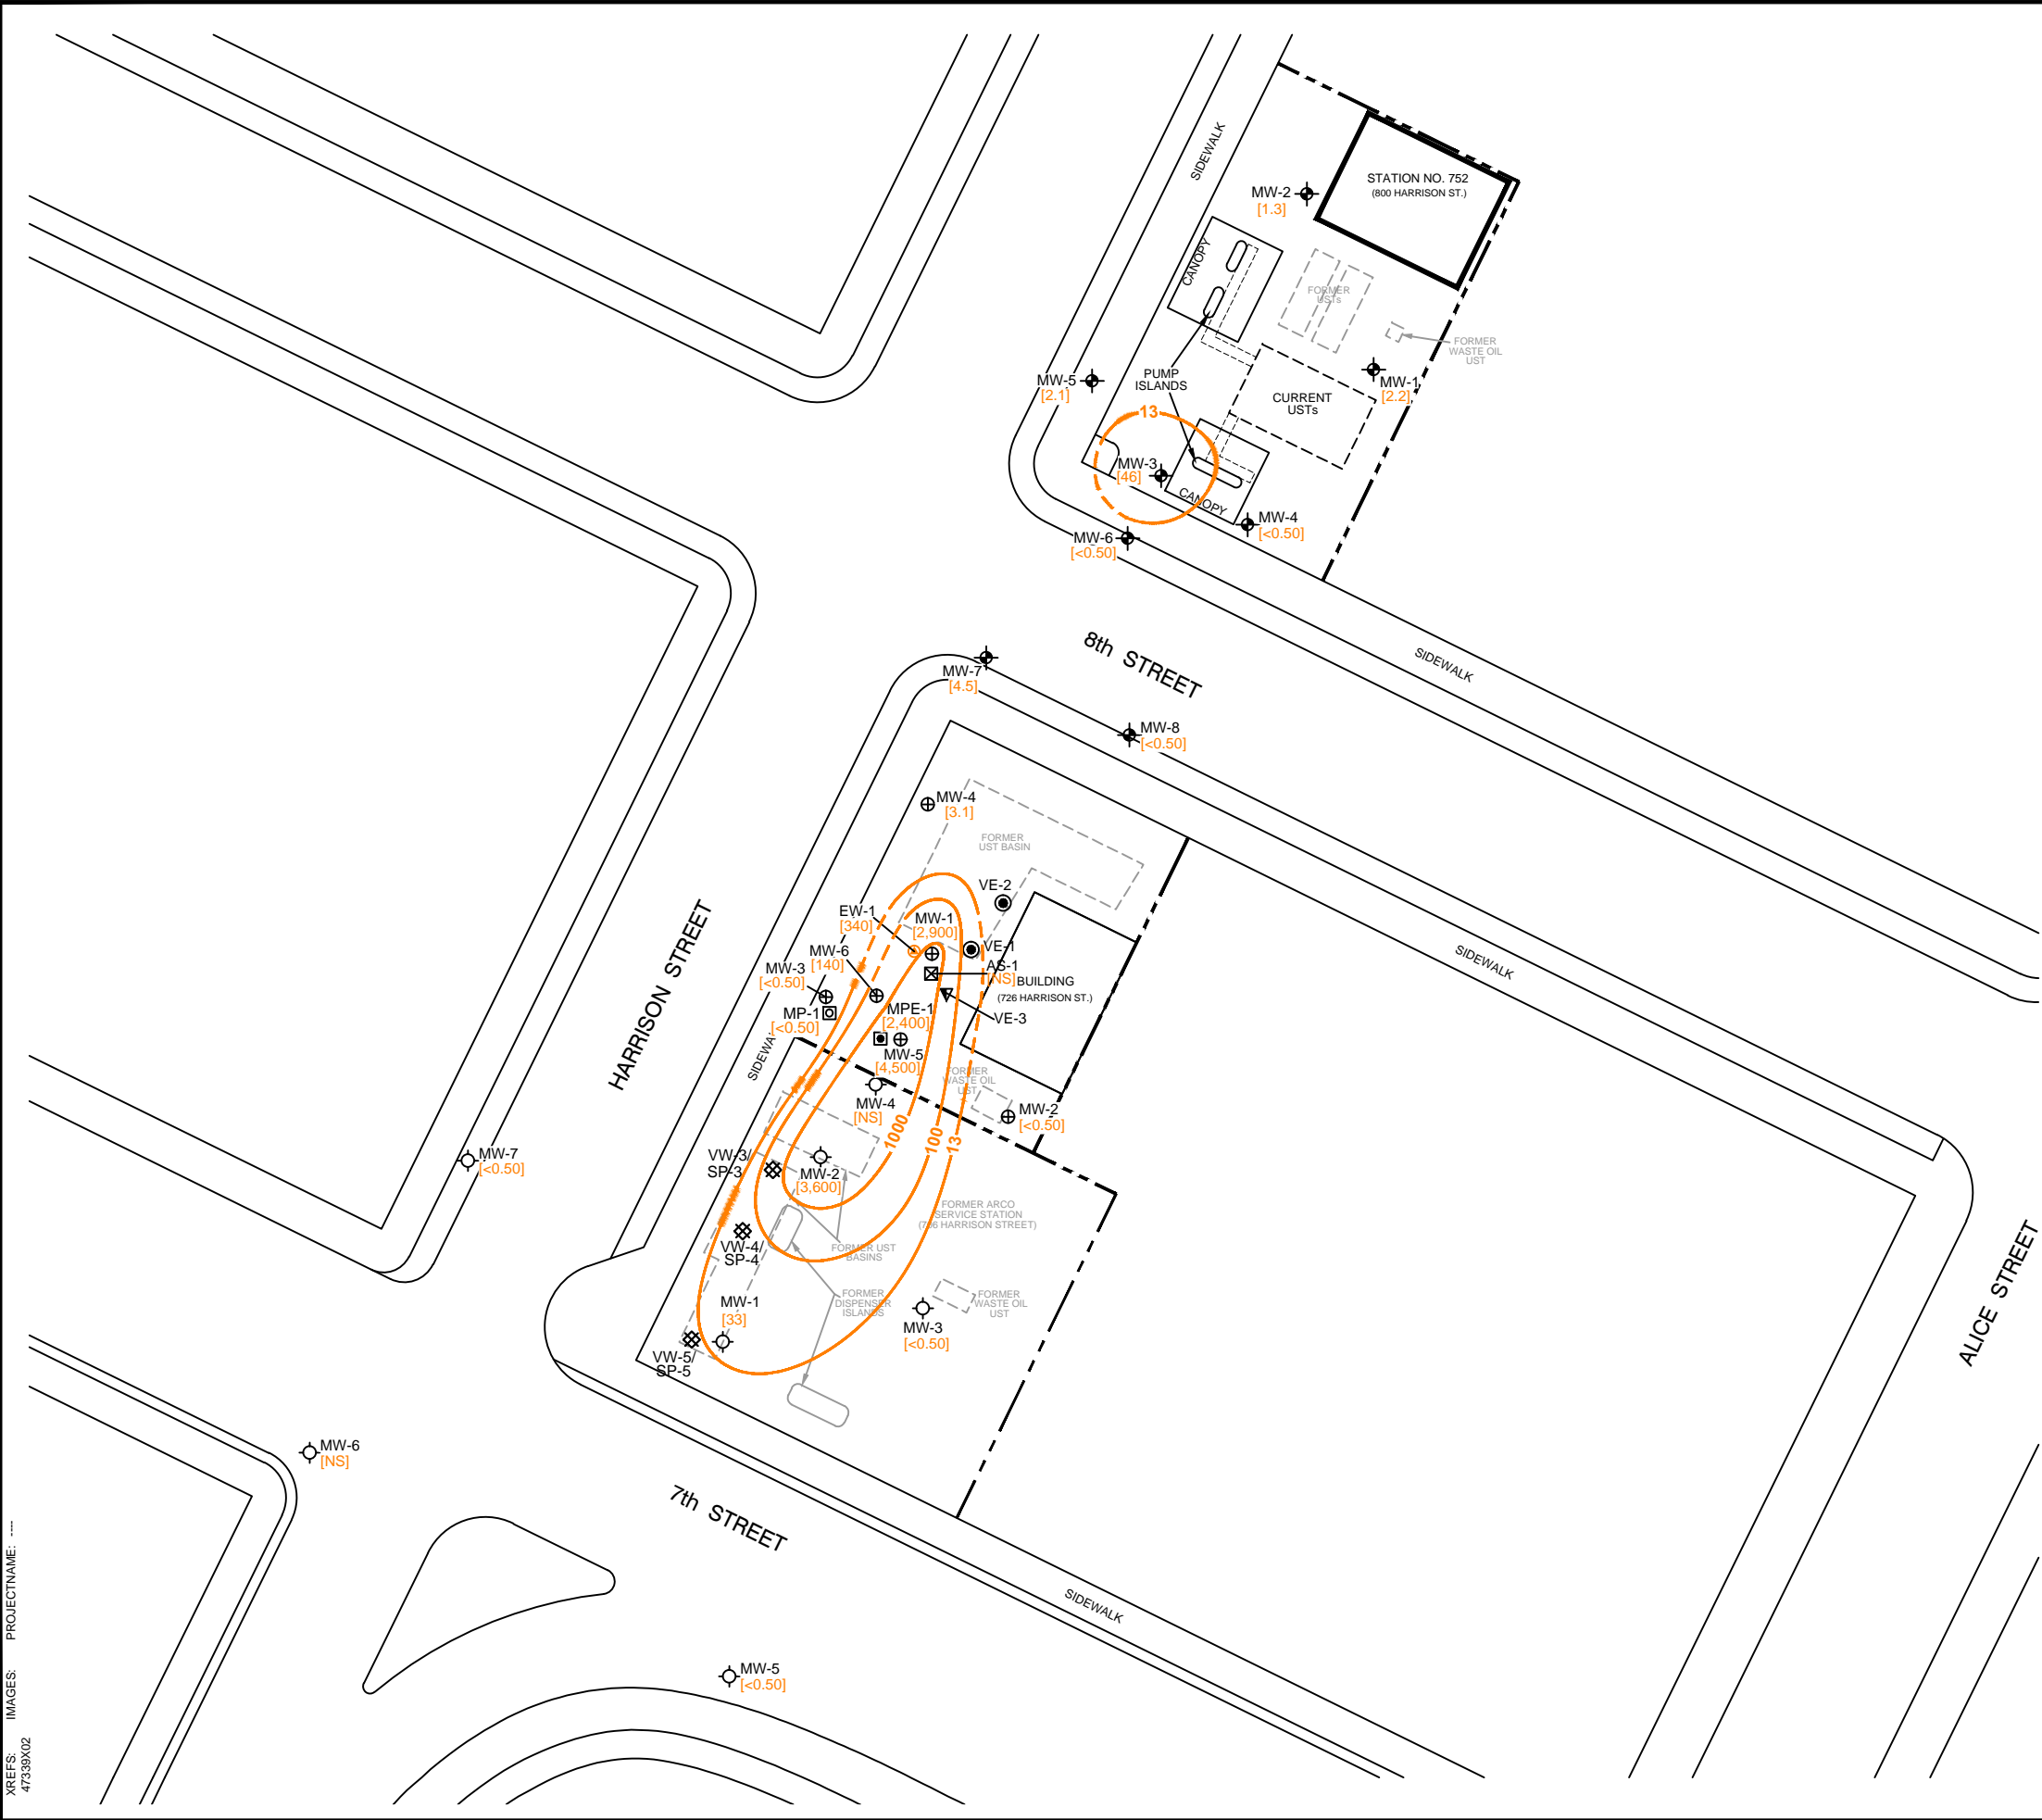 SIDEWALK
STATION NO. 752
(800 HARRISON ST.)
MW-2
[1.3]
CANOPY
FORMER
USTs
FORMER
WASTE OIL
UST
PUMP
ISLANDS
MW-5
[2.1]
MW-1
[2.2]
CURRENT
USTs
13
MW-3
[46]
CANOPY
MW-4
[<0.50]
MW-6
[<0.50]
8th STREET
SIDEWALK
MW-7
[4.5]
MW-8
[<0.50]
MW-4
[3.1]
FORMER
UST BASIN
VE-2
EW-1
[340]
MW-1
[2,900]
HARRISON STREET
SIDEWALK
MW-6
[140]
VE-1
MW-3
[<0.50]
AS-1
[NS]
BUILDING
(726 HARRISON ST.)
MP-1
[<0.50]
MPE-1
[2,400]
VE-3
MW-5
[4,500]
SIDEWA
FORMER
WASTE OIL
UST
MW-4
[NS]
MW-2
[<0.50]
1000
100
13
MW-7
[<0.50]
VW-3/
SP-3
MW-2
[3,600]
FORMER ARCO
SERVICE STATION
(706 HARRISON STREET)
VW-4/
SP-4
FORMER UST
BASINS
ALICE STREET
MW-1
[33]
FORMER
DISPENSER
ISLANDS
FORMER
WASTE OIL
UST
MW-3
[<0.50]
VW-5/
SP-5
MW-6
[NS]
7th STREET
SIDEWALK
MW-5
[<0.50]
XREFS: IMAGES: PROJECTNAME: ----
47339X02